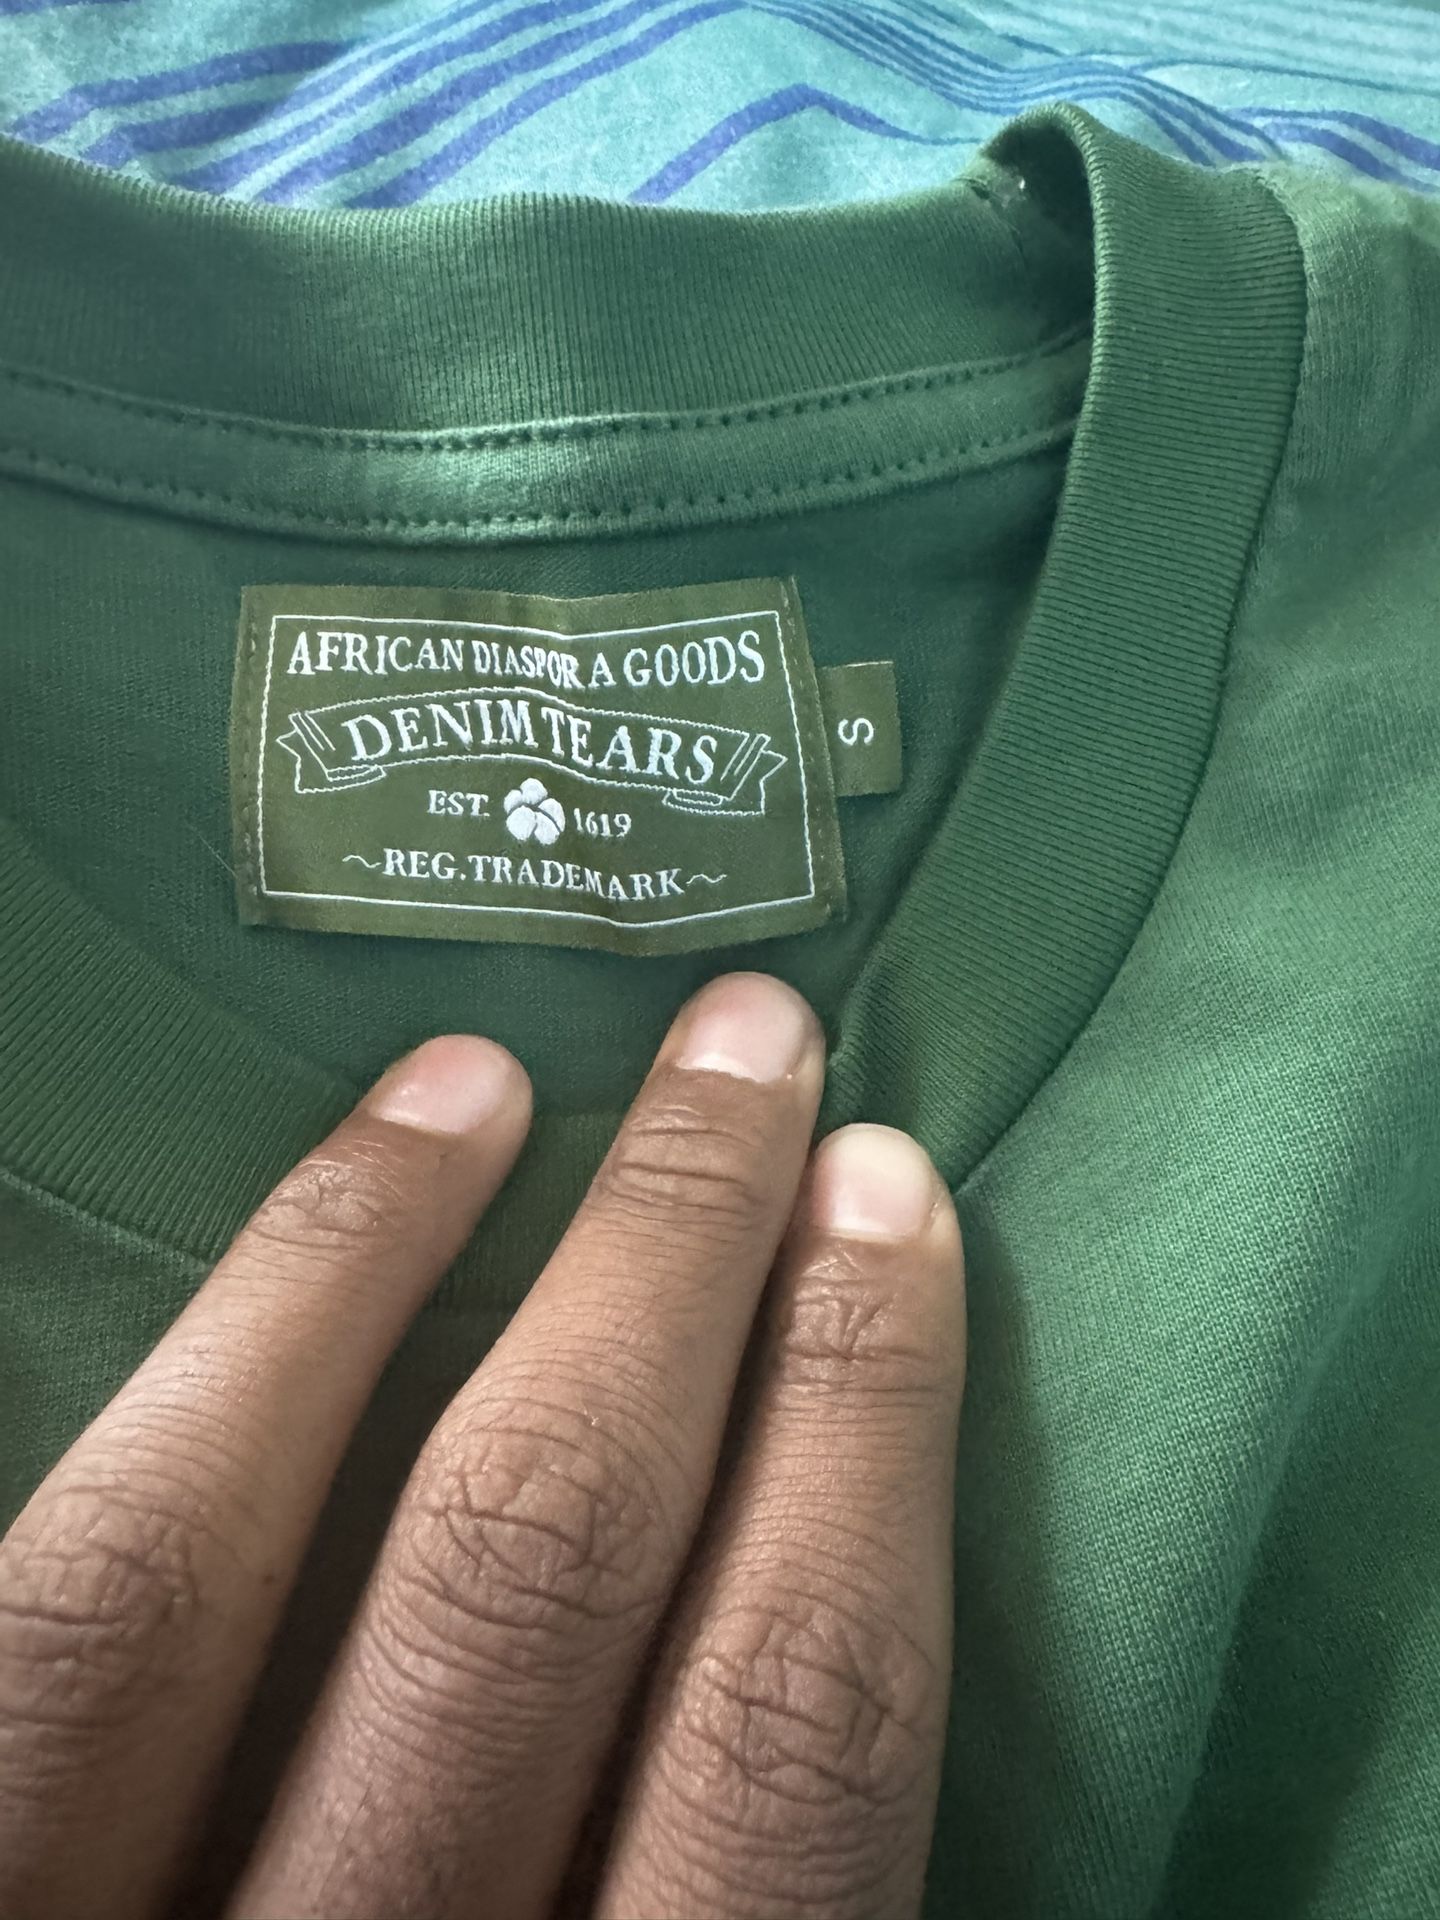 AFRICAN DIASPORA GOODS
DENIM TEARS
EST. 1619
~REG.TRADEMARK~
S